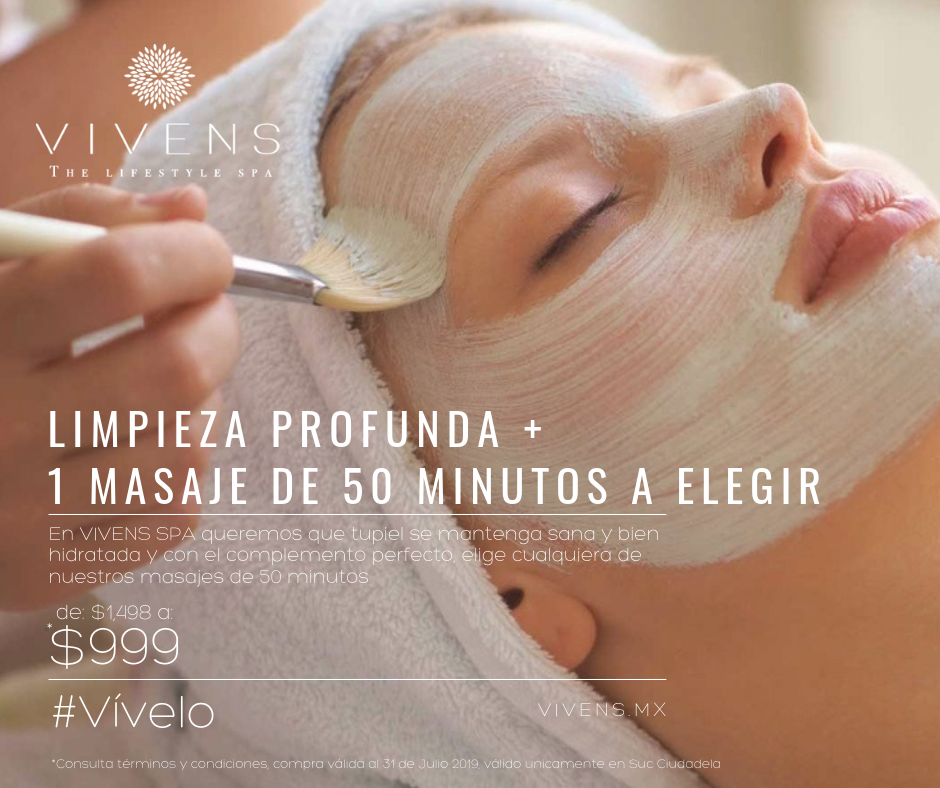 VIVENS
THE LIFESTYLE SPA
LIMPIEZA PROFUNDA +
1 MASAJE DE 50 MINUTOS A ELEGIR
En VIVENS SPA queremos que tupiel se mantenga sana y bien
hidratada y con el complemento perfecto, elige cualquiera de
nuestros masajes de 50 minutos
de: $1,498 a:
*$999
#Vívelo
VIVENS.MX
*Consulta términos y condiciones, compra válida al 31 de Julio 2019. válido unicamente en Suc Ciudadela